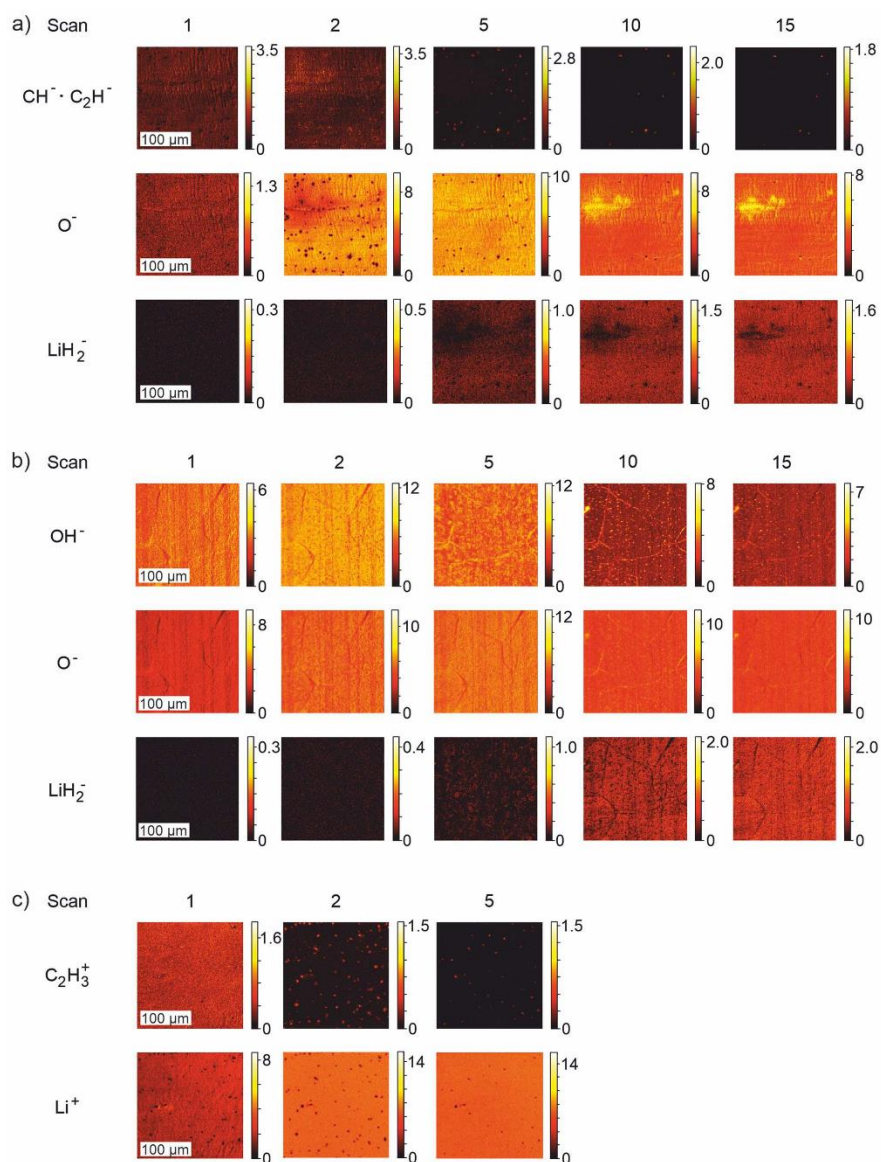 a) Scan 1 2 5 10 15
CH⁻ · C₂H⁻ 3.5 3.5 2.8 2.0 1.8
100 µm 0 0 0 0 0
O⁻ 1.3 8 10 8 8
100 µm 0 0 0 0 0
LiH₂⁻ 0.3 0.5 1.0 1.5 1.6
100 µm 0 0 0 0 0
b) Scan 1 2 5 10 15
OH⁻ 6 12 12 8 7
100 µm 0 0 0 0 0
O⁻ 8 10 12 10 10
100 µm 0 0 0 0 0
LiH₂⁻ 0.3 0.4 1.0 2.0 2.0
100 µm 0 0 0 0 0
c) Scan 1 2 5
C₂H₃⁺ 1.6 1.5 1.5
100 µm 0 0 0
Li⁺ 8 14 14
100 µm 0 0 0